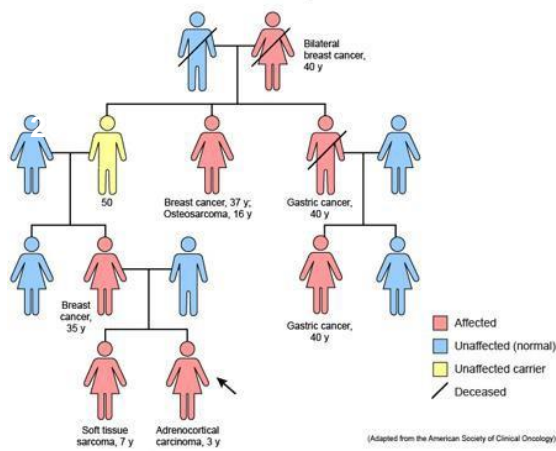 Bilateral
breast cancer,
40 y
2
50
Breast cancer, 37 y;
Osteosarcoma, 16 y
Gastric cancer,
40 y
Breast
cancer,
35 y
Gastric cancer,
40 y
Soft tissue
sarcoma, 7 y
Adrenocortical
carcinoma, 3 y
Affected
Unaffected (normal)
Unaffected carrier
Deceased
(Adapted from the American Society of Clinical Oncology)